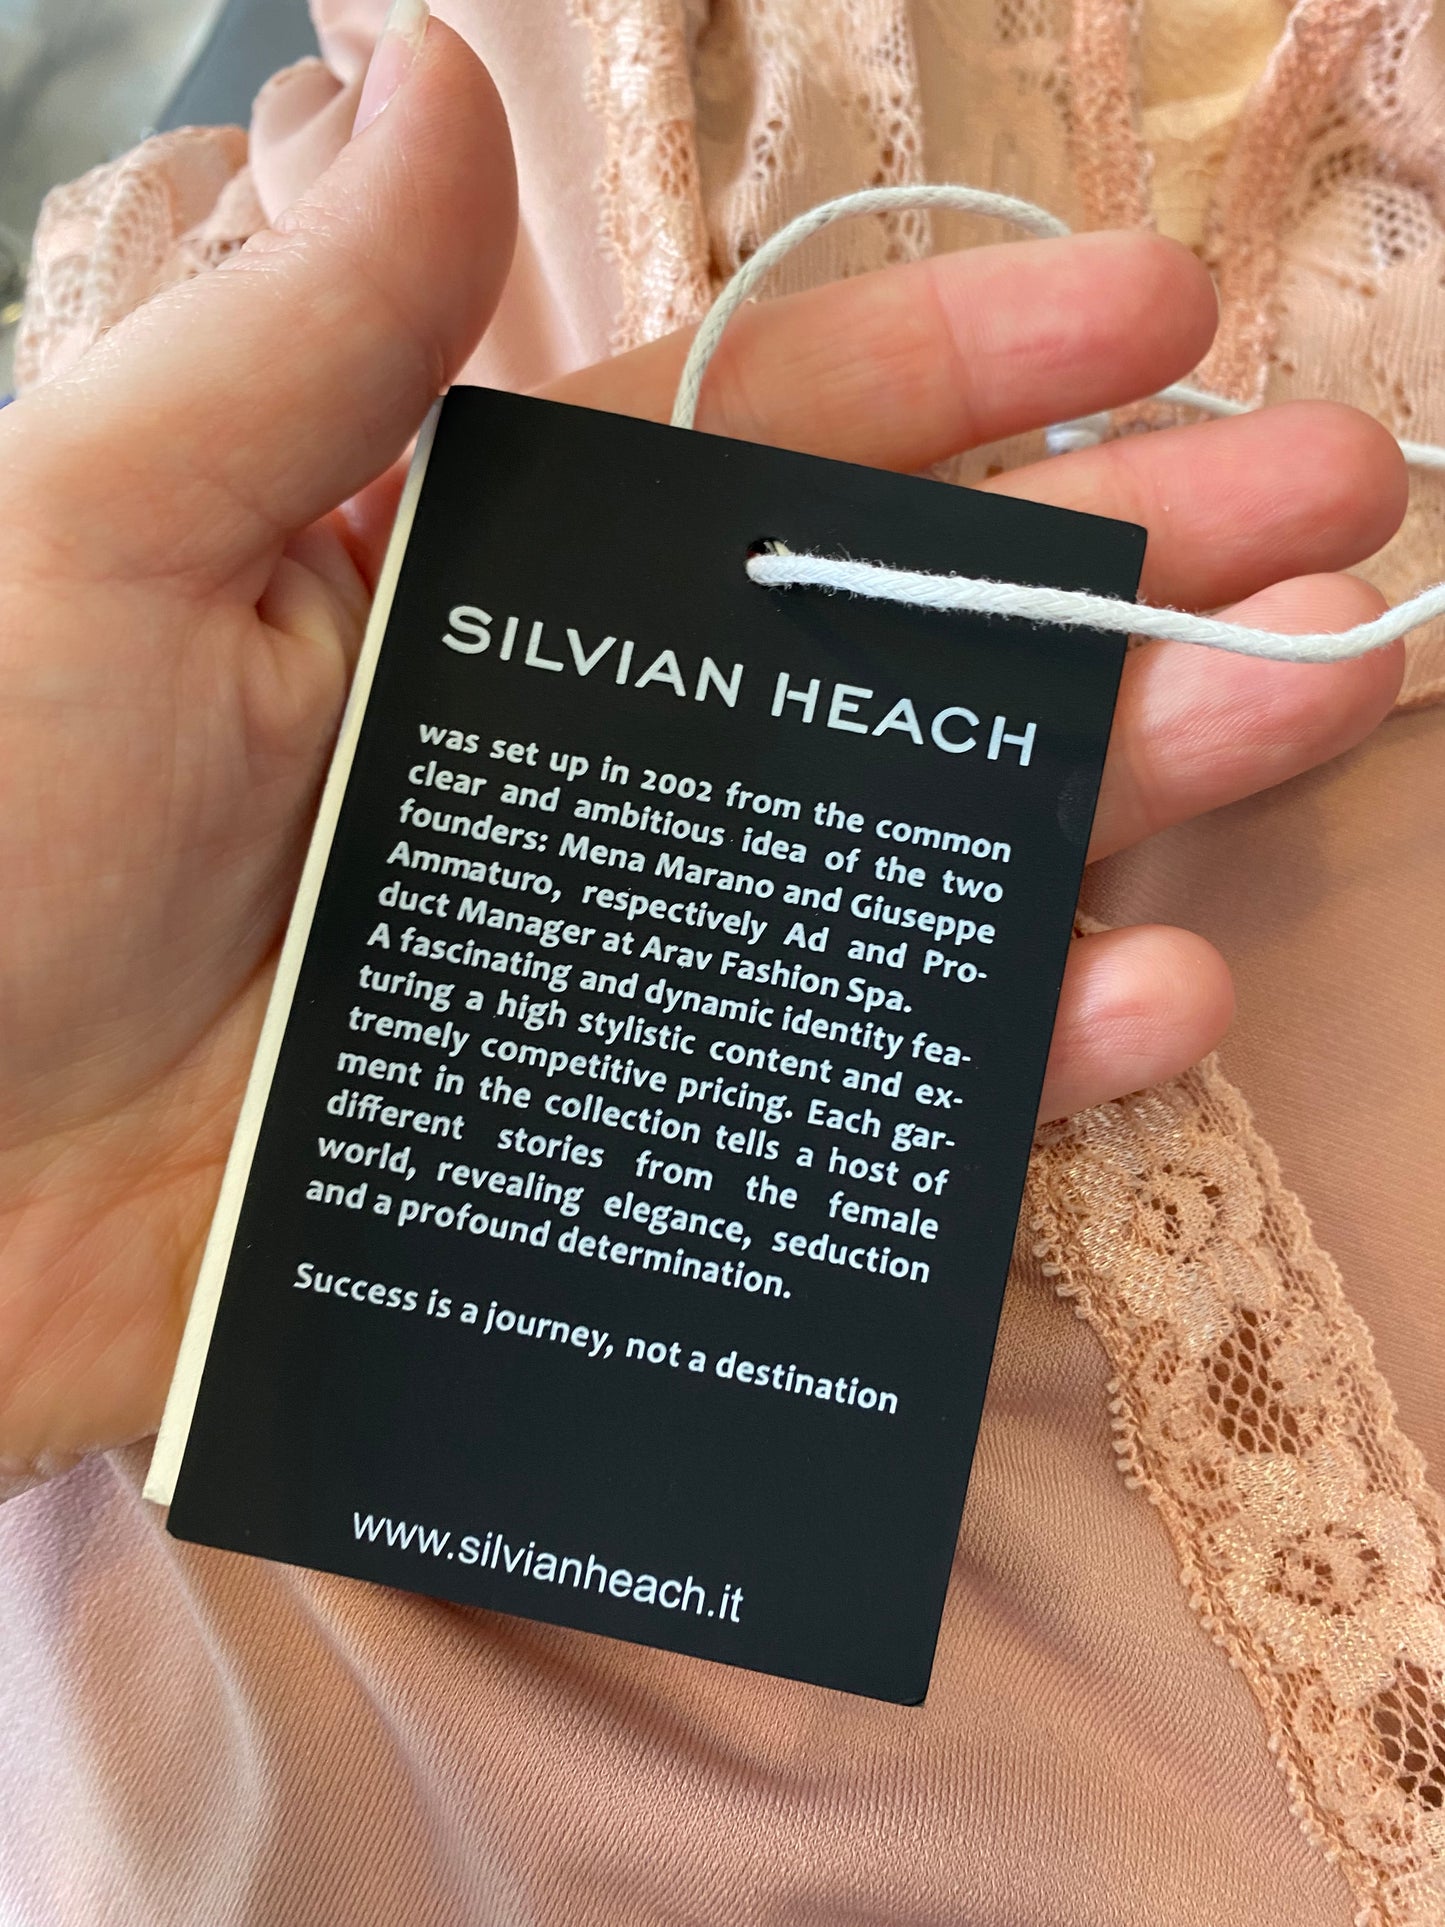 SILVIAN HEACH
was set up in 2002 from the common
clear and ambitious idea of the two
founders: Mena Marano and Giuseppe
Ammaturo, respectively Ad and Pro-
duct Manager at Arav Fashion Spa.
A fascinating and dynamic identity fea-
turing a high stylistic content and ex-
tremely competitive pricing. Each gar-
ment in the collection tells a host of
different stories from the female
world, revealing elegance, seduction
and a profound determination.
Success is a journey, not a destination
www.silvianheach.it